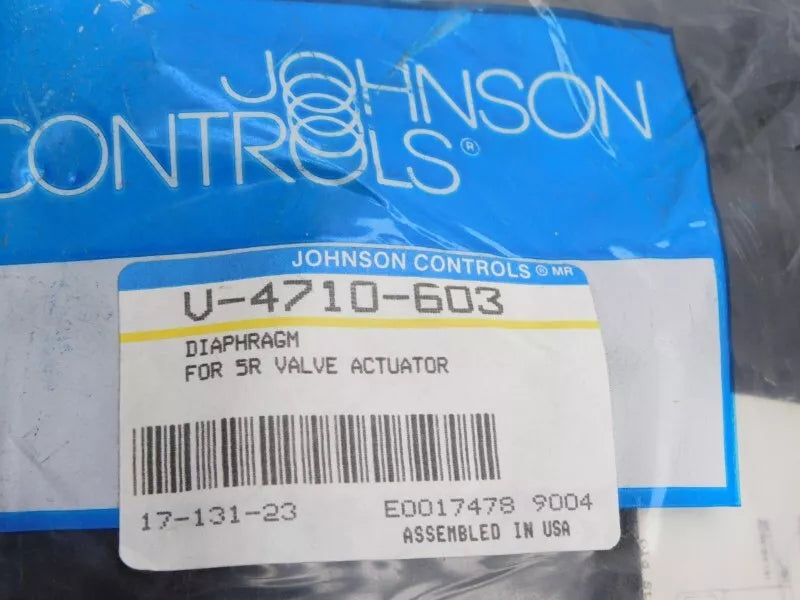 JOHNSON
CONTROLS®
JOHNSON CONTROLS® MR
V-4710-603
DIAPHRAGM
FOR 5R VALVE ACTUATOR
17-131-23 E0017478 9004
ASSEMBLED IN USA